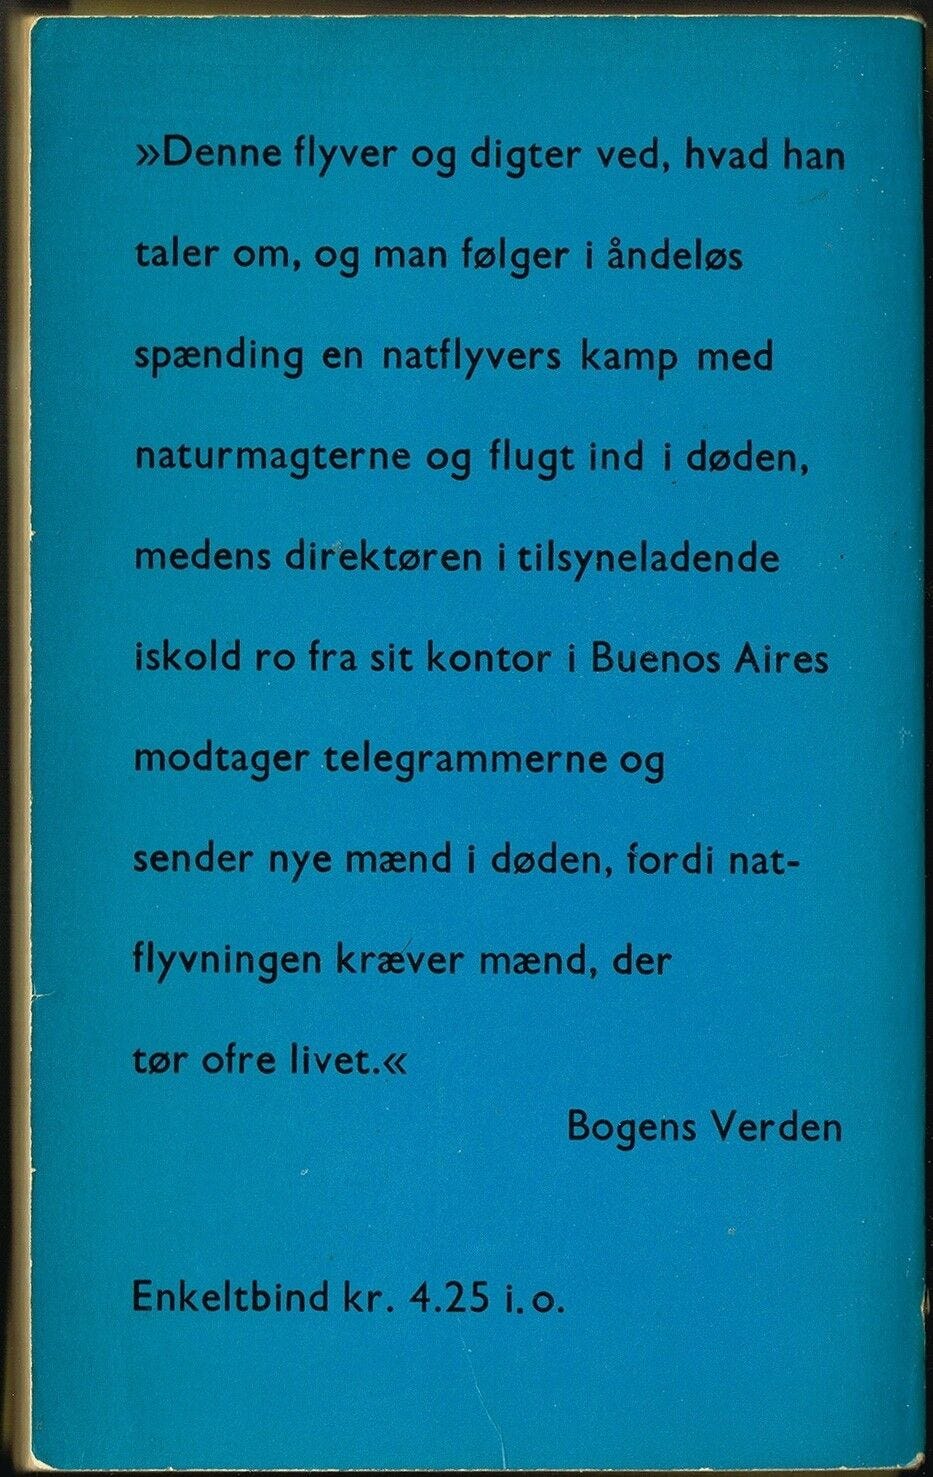 »Denne flyver og digter ved, hvad han
taler om, og man følger i åndeløs
spænding en natflyvers kamp med
naturmagterne og flugt ind i døden,
medens direktøren i tilsyneladende
iskold ro fra sit kontor i Buenos Aires
modtager telegrammerne og
sender nye mænd i døden, fordi nat-
flyvningen kræver mænd, der
tør ofre livet.«
Bogens Verden
Enkeltbind kr. 4.25 i.o.